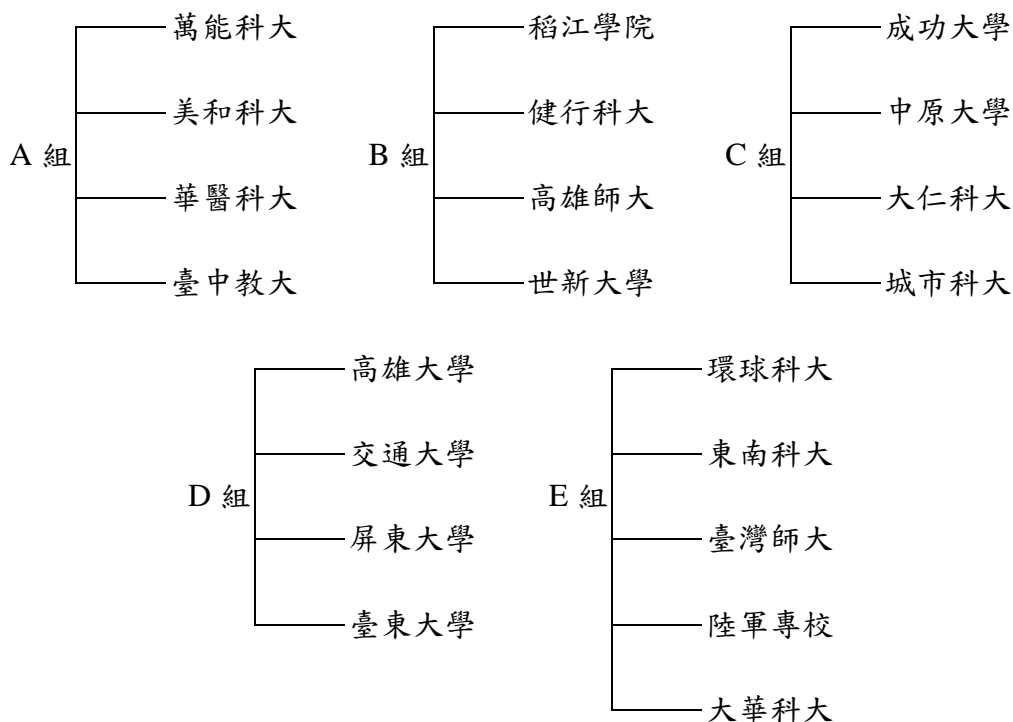 萬能科大
美和科大
A 組
華醫科大
臺中教大
稻江學院
健行科大
B 組
高雄師大
世新大學
成功大學
中原大學
C 組
大仁科大
城市科大
高雄大學
交通大學
D 組
屏東大學
臺東大學
環球科大
東南科大
E 組
臺灣師大
陸軍專校
大華科大